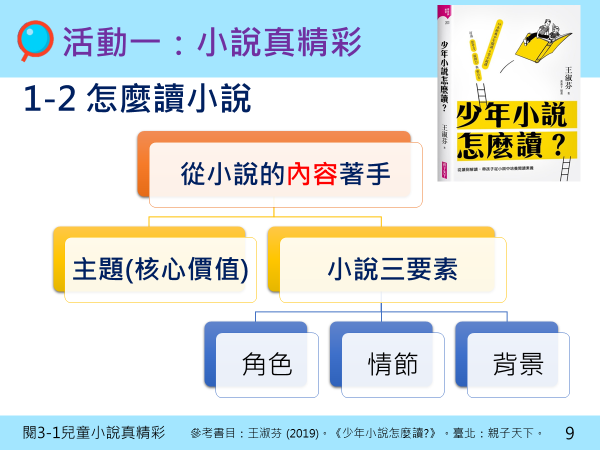 活動一：小說真精彩
1-2 怎麼讀小說
從小說的內容著手
主題(核心價值)
小說三要素
角色
情節
背景
少年小說怎麼讀？
王淑芬
王淑芬
少年小說
怎麼讀？
閱3-1兒童小說真精彩
參考書目：王淑芬 (2019)。《少年小說怎麼讀?》。臺北：親子天下。
9